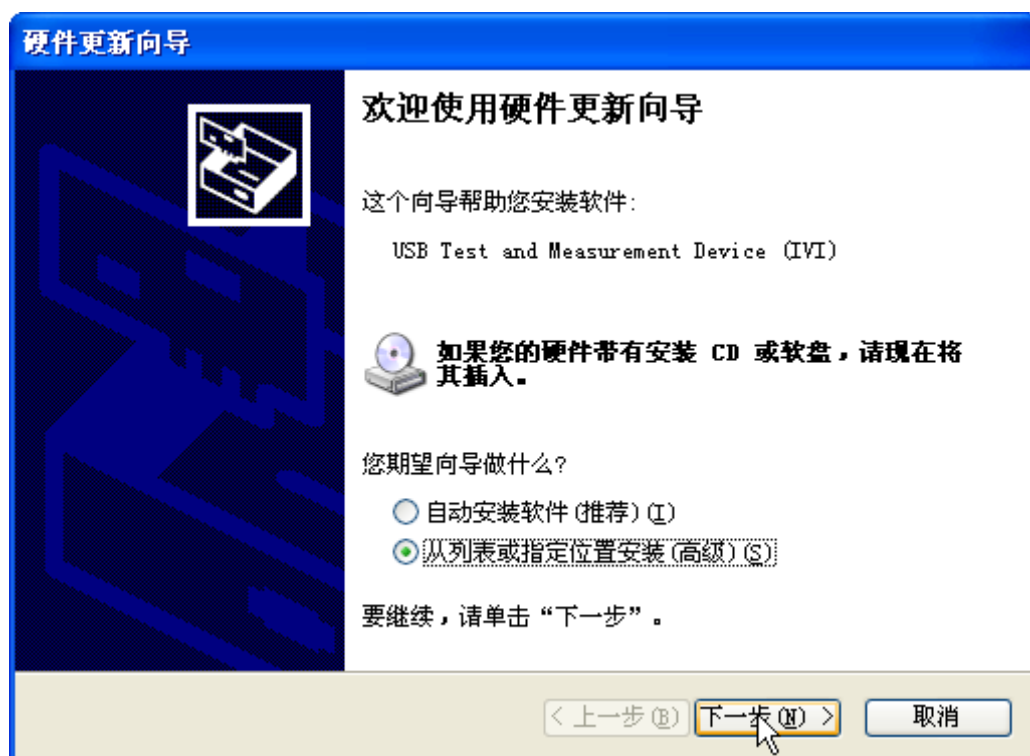 硬件更新向导
欢迎使用硬件更新向导
这个向导帮助您安装软件:
USB Test and Measurement Device (IVI)
如果您的硬件带有安装 CD 或软盘，请现在将
其插入。
您期望向导做什么?
自动安装软件(推荐)(I)
从列表或指定位置安装(高级)(S)
要继续，请单击“下一步”。
< 上一步(B)
下一步(N) >
取消